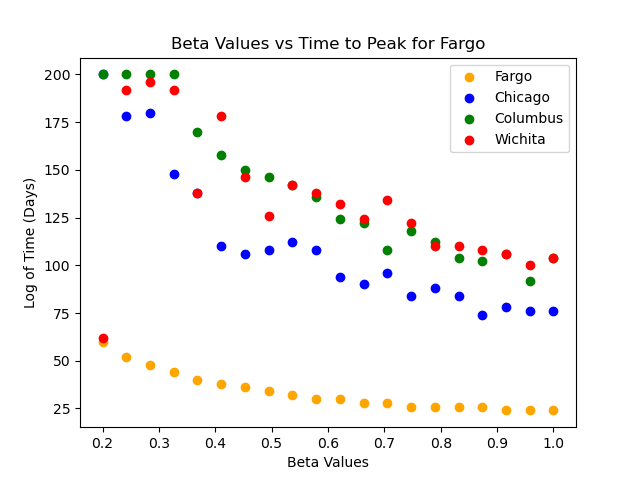 Beta Values vs Time to Peak for Fargo
Fargo
Chicago
Columbus
Wichita
Log of Time (Days)
200
175
150
125
100
75
50
25
0.2 0.3 0.4 0.5 0.6 0.7 0.8 0.9 1.0
Beta Values